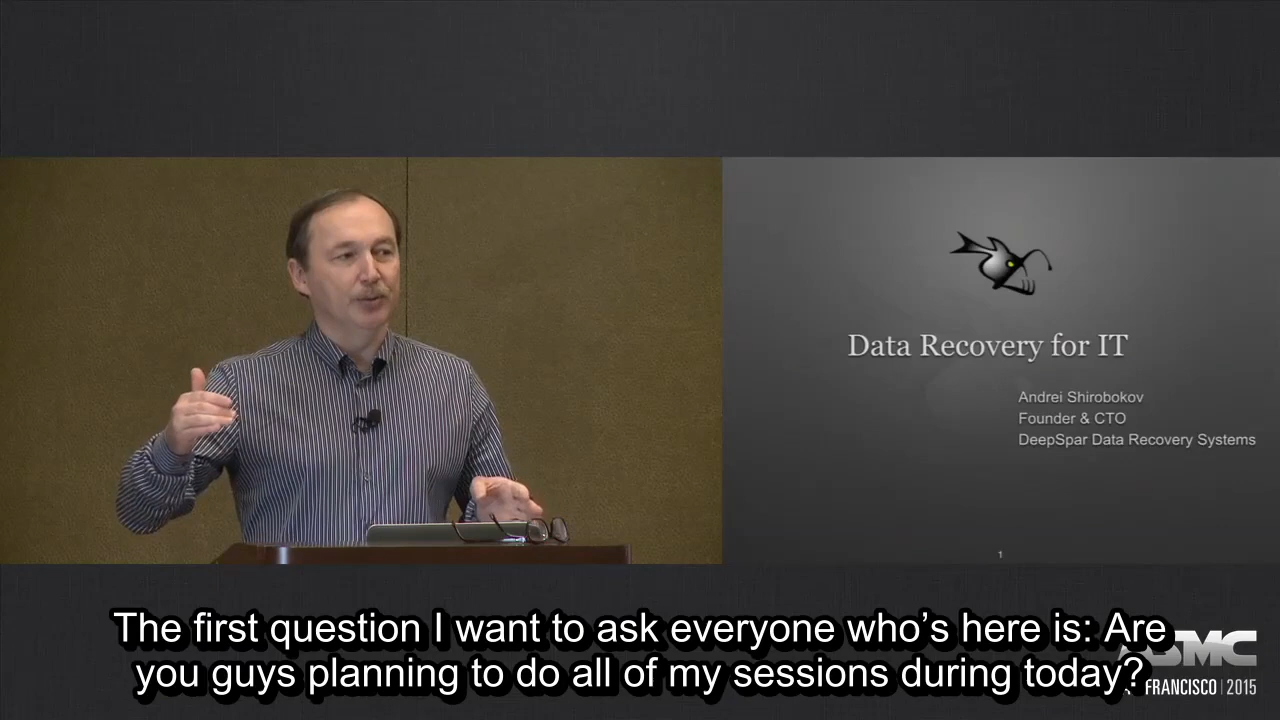 Data Recovery for IT
Andrei Shirobokov
Founder & CTO
DeepSpar Data Recovery Systems
1
The first question I want to ask everyone who’s here is: Are
you guys planning to do all of my sessions during today?
FRANCISCO | 2015